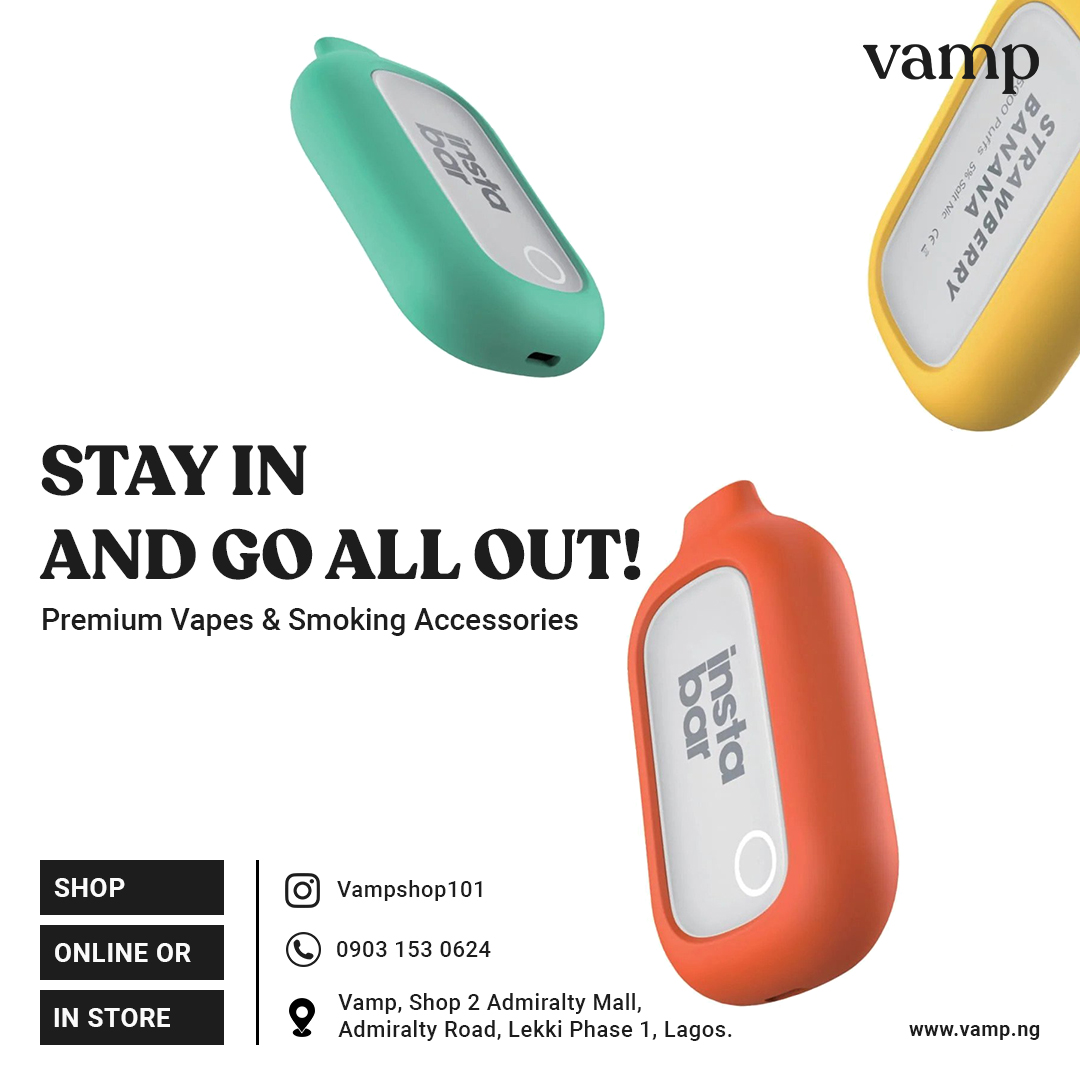 vamp
insta
bar
5000 Puffs 5% Salt Nic
STRAWBERRY
BANANA
STAY IN
AND GO ALL OUT!
Premium Vapes & Smoking Accessories
insta
bar
SHOP
ONLINE OR
IN STORE
Vampshop101
0903 153 0624
Vamp, Shop 2 Admiralty Mall,
Admiralty Road, Lekki Phase 1, Lagos.
www.vamp.ng